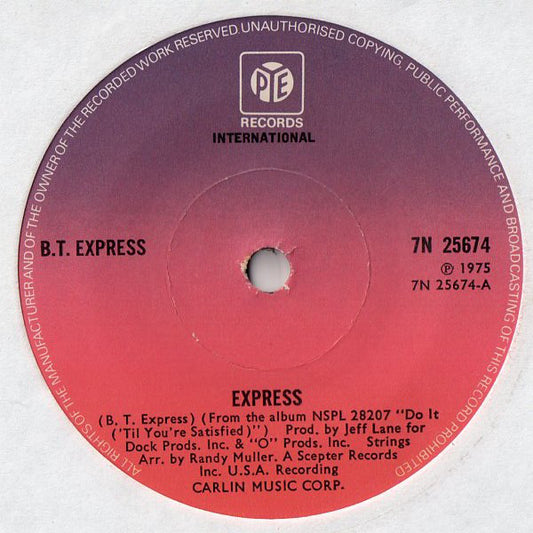 ALL RIGHTS OF THE MANUFACTURER AND OF THE OWNER OF THE RECORDED WORK RESERVED. UNAUTHORISED COPYING, PUBLIC PERFORMANCE AND BROADCASTING OF THIS RECORD PROHIBITED
PYE
RECORDS
INTERNATIONAL
B.T. EXPRESS
7N 25674
Ⓟ 1975
7N 25674-A
EXPRESS
(B. T. Express) (From the album NSPL 28207 "Do It
('Til You're Satisfied)") Prod. by Jeff Lane for
Dock Prods. Inc. & "O" Prods. Inc. Strings
Arr. by Randy Muller. A Scepter Records
Inc. U.S.A. Recording
CARLIN MUSIC CORP.